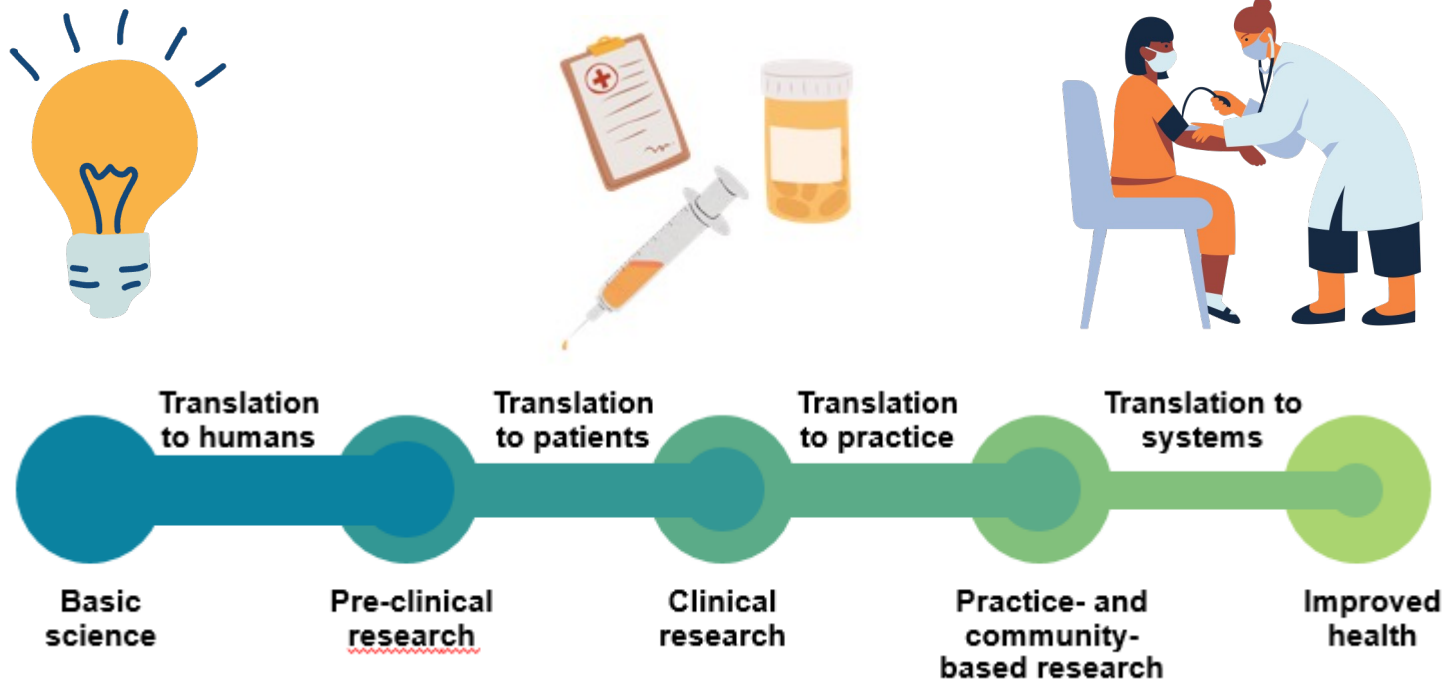 Translation
to humans
Translation
to patients
Translation
to practice
Translation to
systems
Basic
science
Pre-clinical
research
Clinical
research
Practice- and
community-
based research
Improved
health